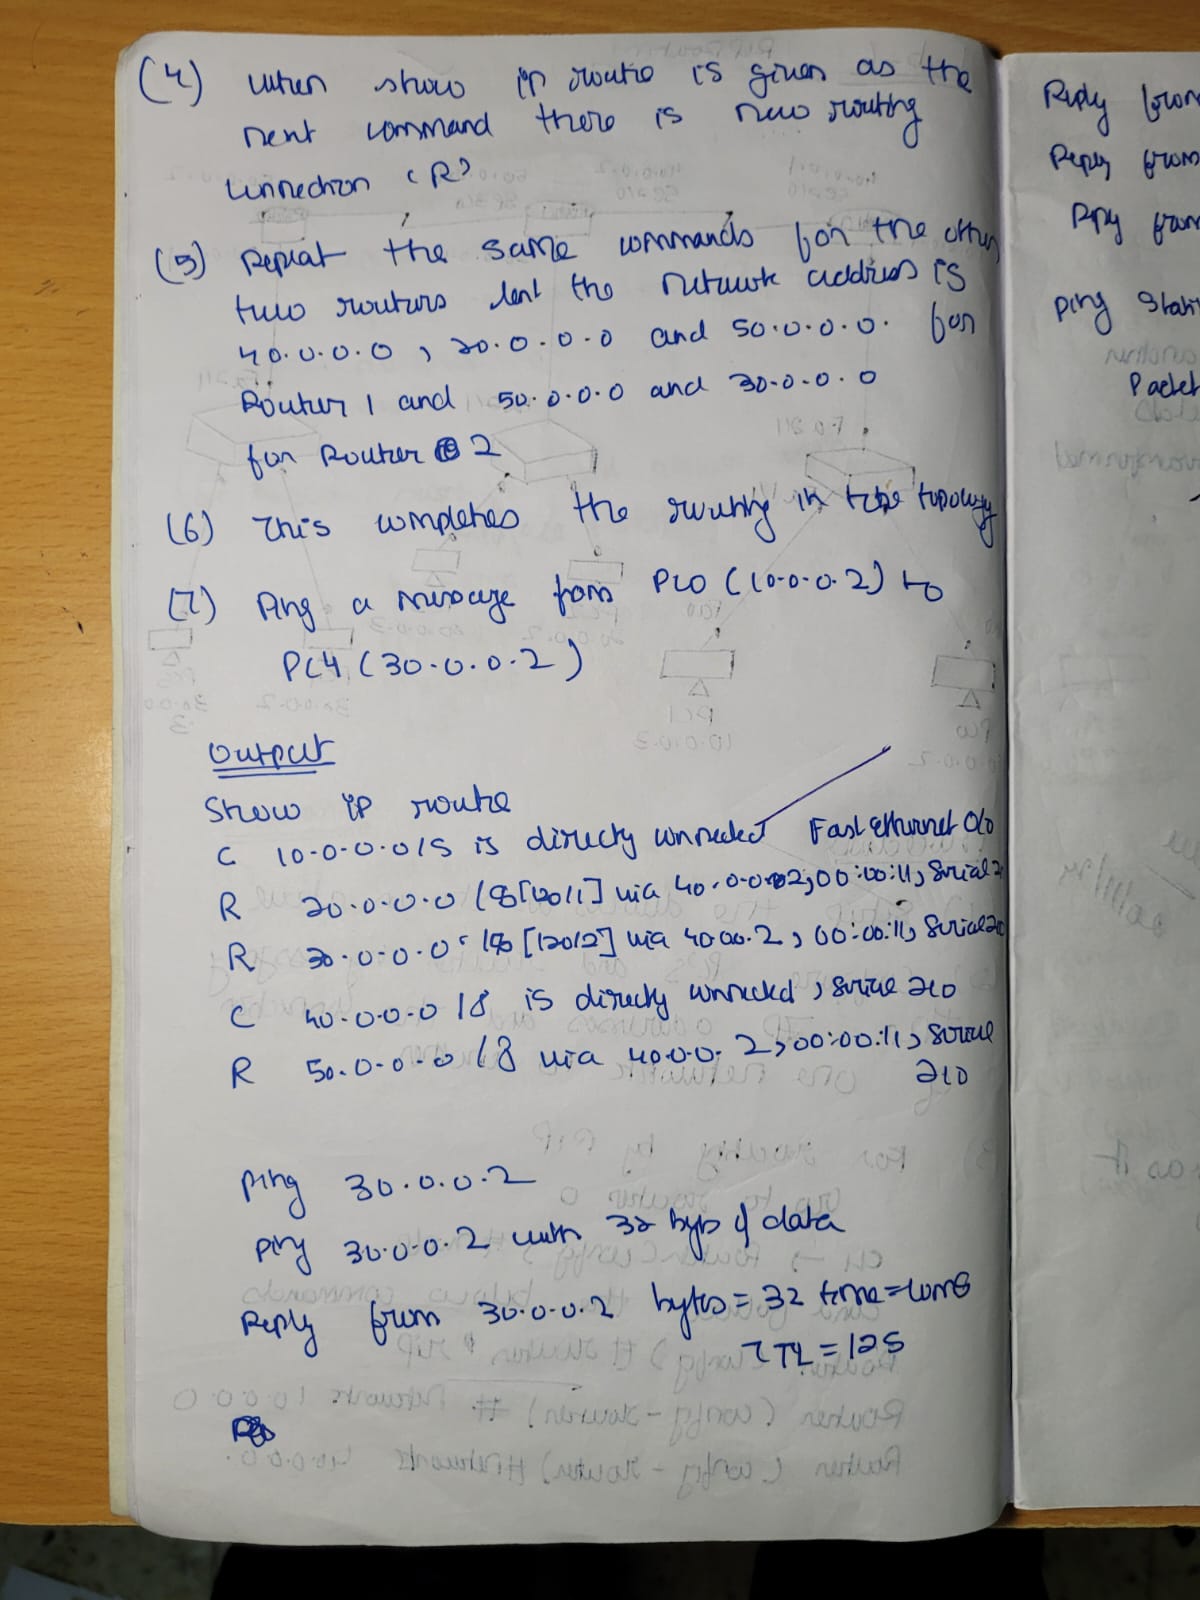 (4) When show ip route is given as the
next command there is new routing
connection 'R'
(5) Repeat the same commands for the other
two routers but the network address is
40.0.0.0, 20.0.0.0 and 50.0.0.0. for
Router 1 and 50.0.0.0 and 30.0.0.0
for Router 2
(6) This completes the routing in the topology
(7) Ping a message from PC0 (10.0.0.2) to
PC4 (30.0.0.2)
Output
Show ip route
C 10.0.0.0/8 is directly connected FastEthernet 0/0
R 20.0.0.0/8 [120/1] via 40.0.0.2, 00:00:11, Serial 2/0
R 30.0.0.0/8 [120/2] via 40.0.0.2, 00:00:11, Serial 2/0
C 40.0.0.0/8 is directly connected, Serial 2/0
R 50.0.0.0/8 via 40.0.0.2, 00:00:11, Serial
2/0
Ping 30.0.0.2
Ping 30.0.0.2 with 32 bytes of data
Reply from 30.0.0.2 bytes = 32 time = 10ms
TTL = 125
Reply from
Reply from
Rpy from
Ping
Packet